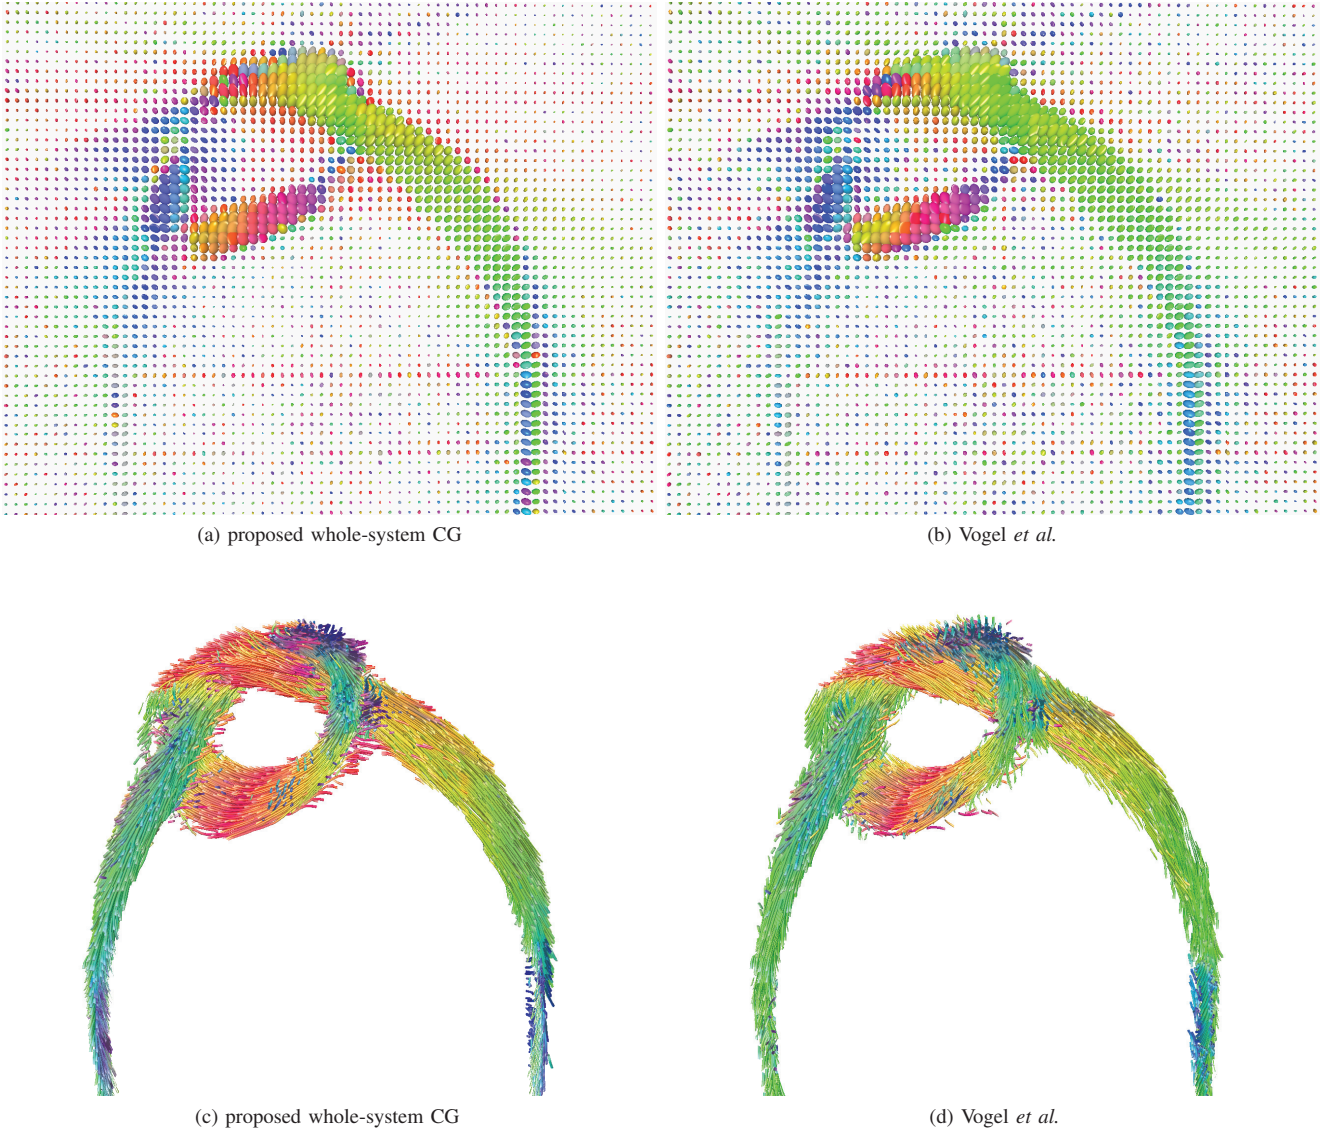 (a) proposed whole-system CG
(b) Vogel et al.
(c) proposed whole-system CG
(d) Vogel et al.